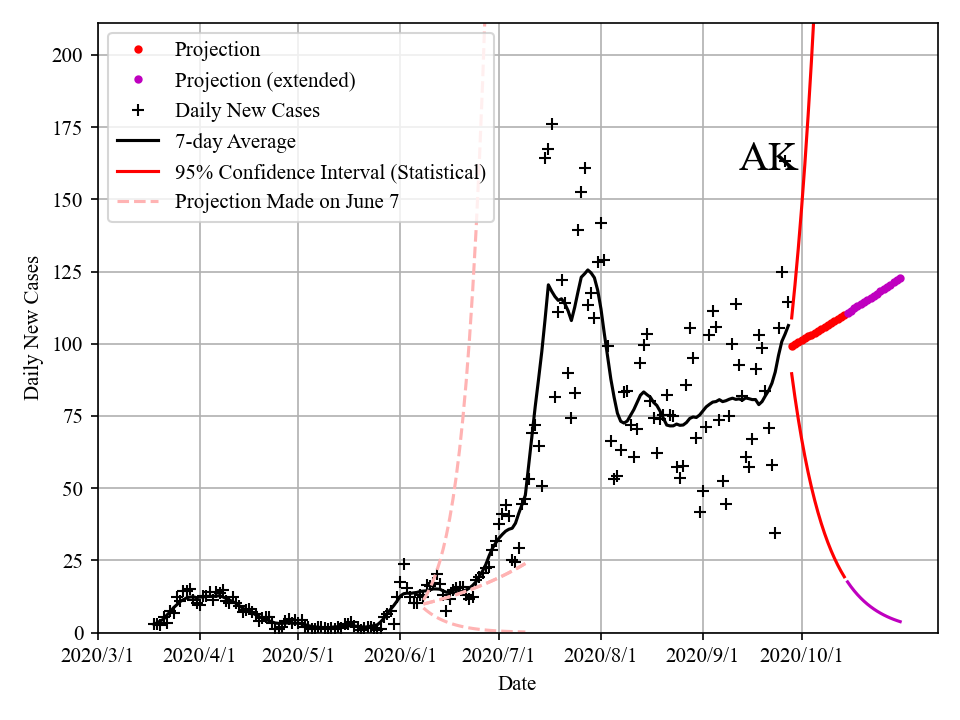 Projection
Projection (extended)
Daily New Cases
7-day Average
95% Confidence Interval (Statistical)
Projection Made on June 7
AK
200
175
150
125
100
75
50
25
0
Daily New Cases
2020/3/1 2020/4/1 2020/5/1 2020/6/1 2020/7/1 2020/8/1 2020/9/1 2020/10/1
Date